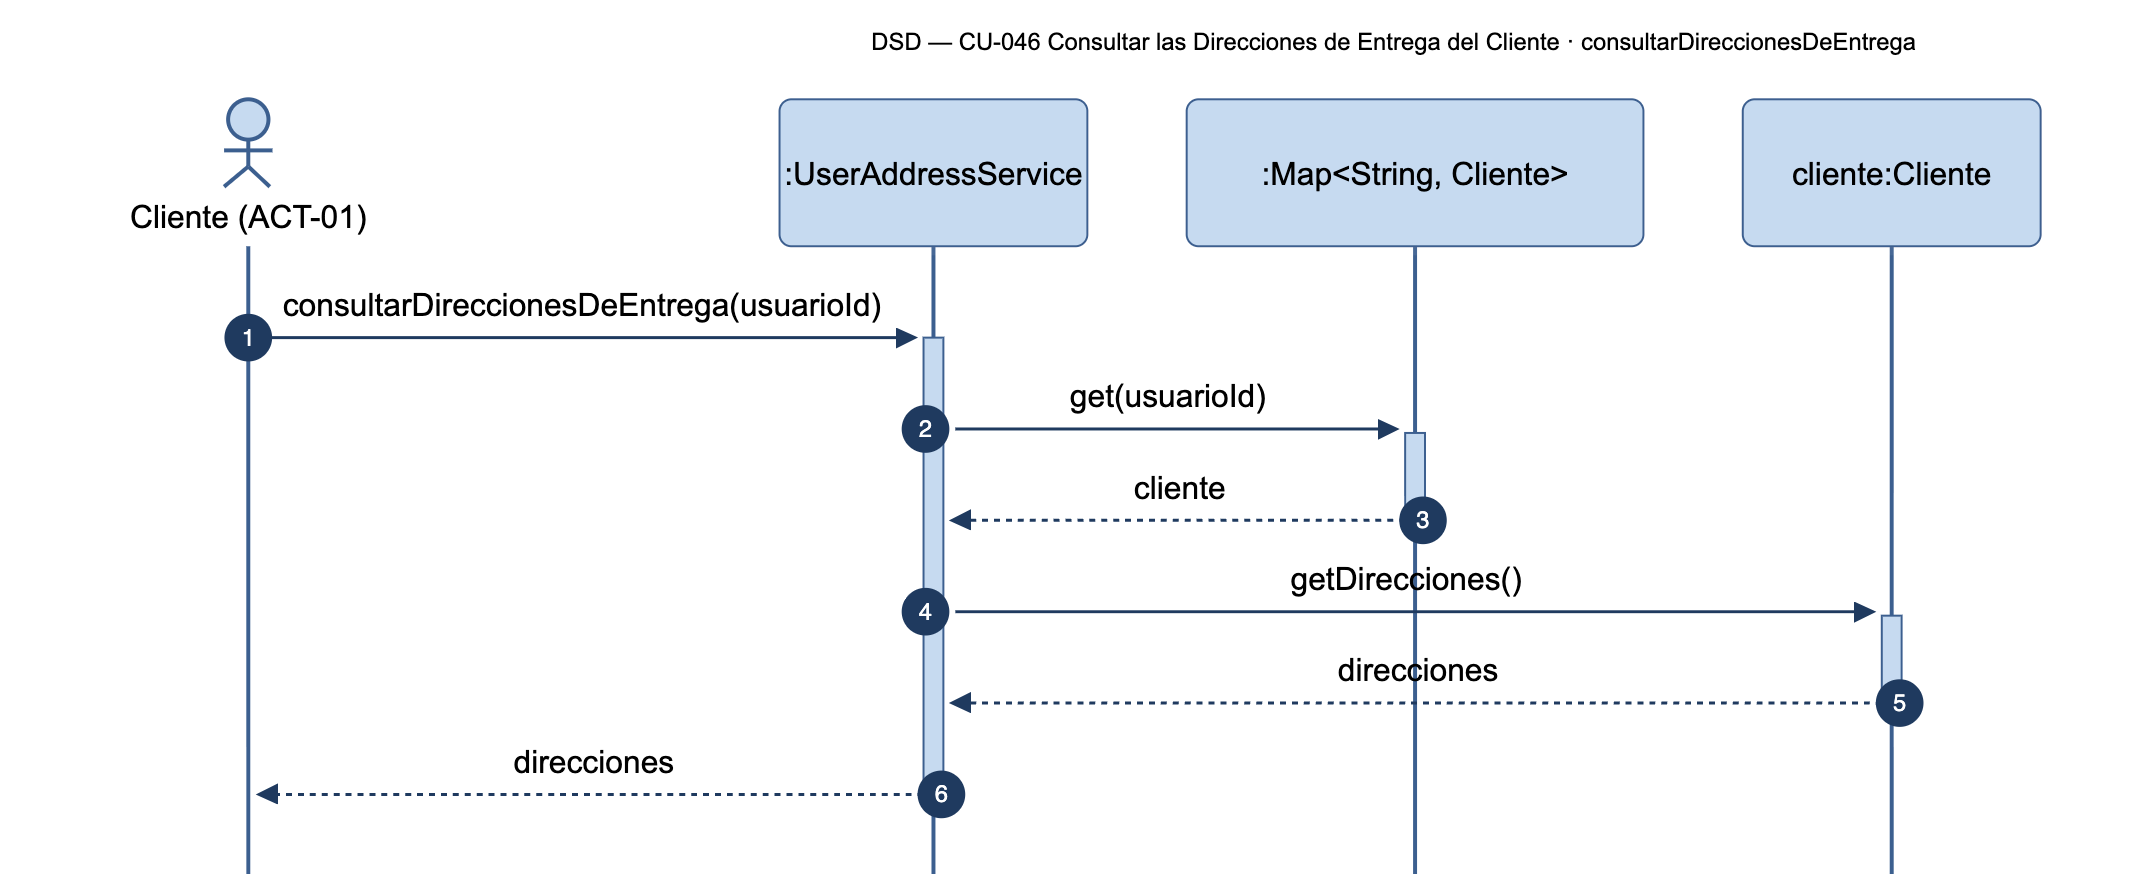 DSD — CU-046 Consultar las Direcciones de Entrega del Cliente · consultarDireccionesDeEntrega
Cliente (ACT-01)
:UserAddressService
:Map<String, Cliente>
cliente:Cliente
consultarDireccionesDeEntrega(usuarioId)
1
get(usuarioId)
2
cliente
3
getDirecciones()
4
direcciones
5
direcciones
6